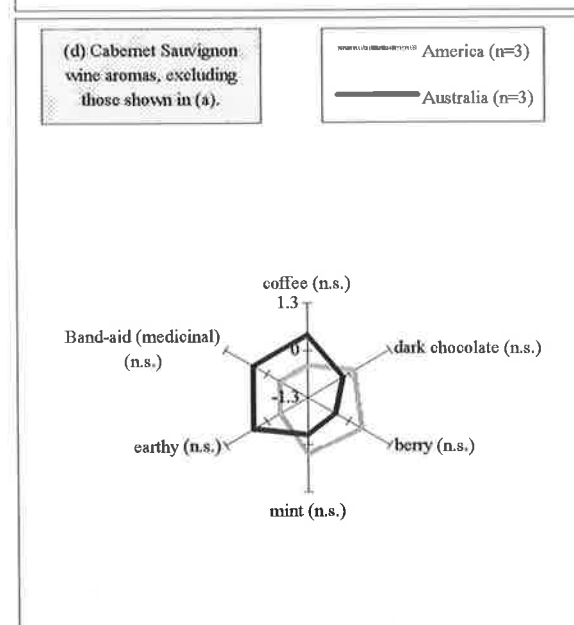 (d) Cabernet Sauvignon
wine aromas, excluding
those shown in (a).
America (n=3)
Australia (n=3)
coffee (n.s.)
1.3
Band-aid (medicinal)
(n.s.)
0
dark chocolate (n.s.)
-1.3
earthy (n.s.)
berry (n.s.)
mint (n.s.)